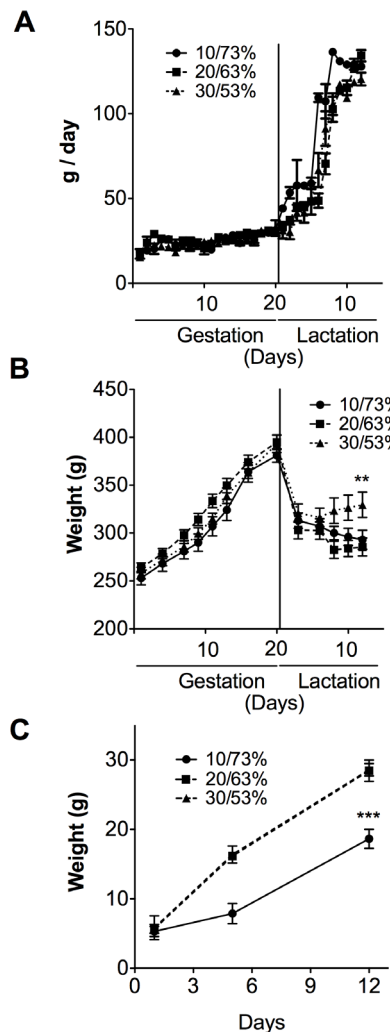 A
10/73%
20/63%
30/53%
g / day
150
100
50
0
10 20 10
Gestation Lactation
(Days)
B
10/73%
20/63%
30/53%
**
Weight (g)
450
400
350
300
250
200
10 20 10
Gestation Lactation
(Days)
C
10/73%
20/63%
30/53%
***
Weight (g)
30
20
10
0
0 3 6 9 12
Days